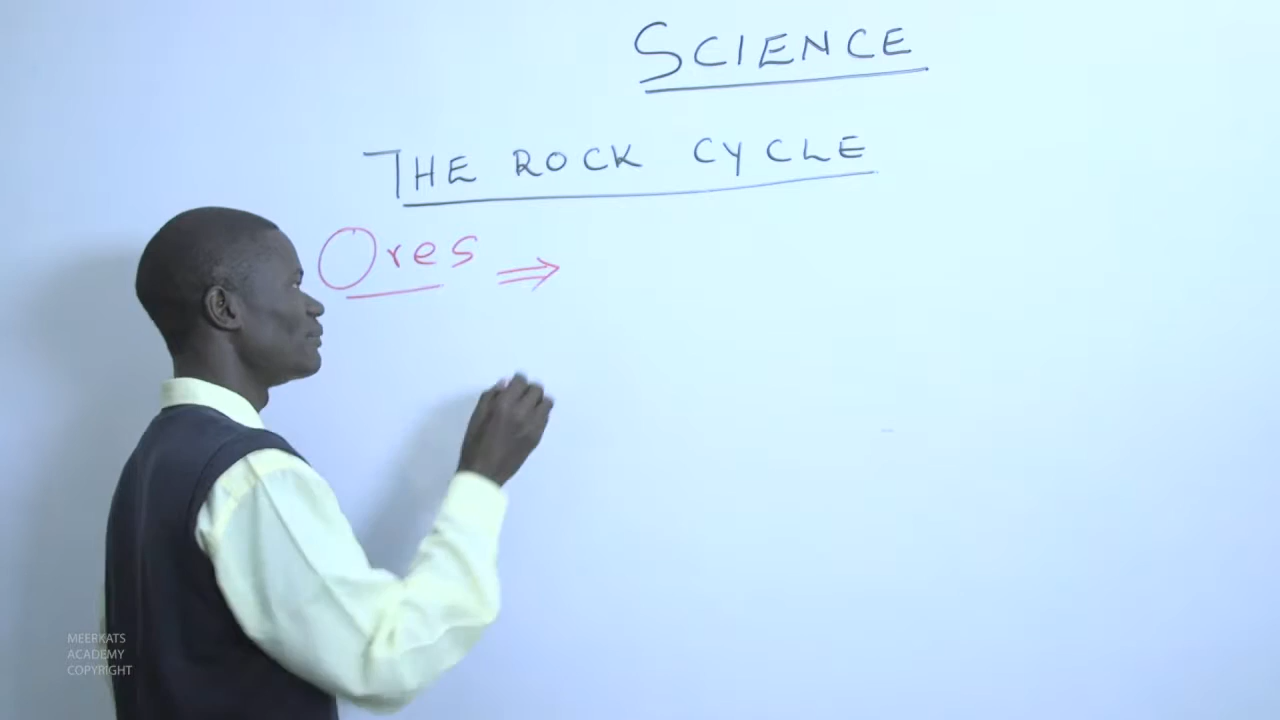 SCIENCE
THE ROCK CYCLE
Ores ⇒
MEERKATS
ACADEMY
COPYRIGHT